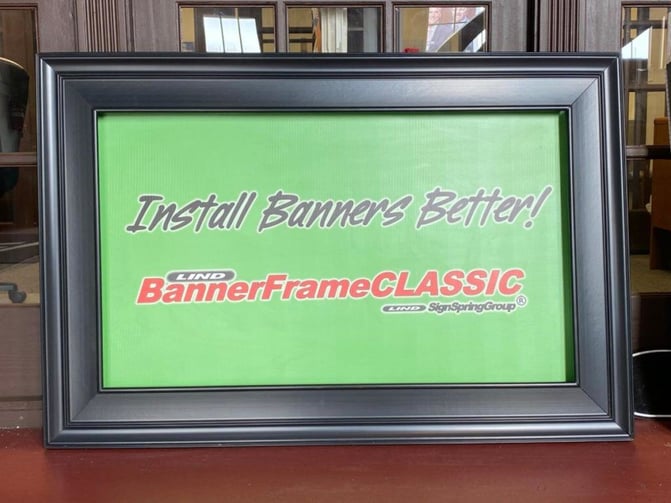 Install Banners Better!
LIND
BannerFrameCLASSIC
LIND SignSpringGroup®